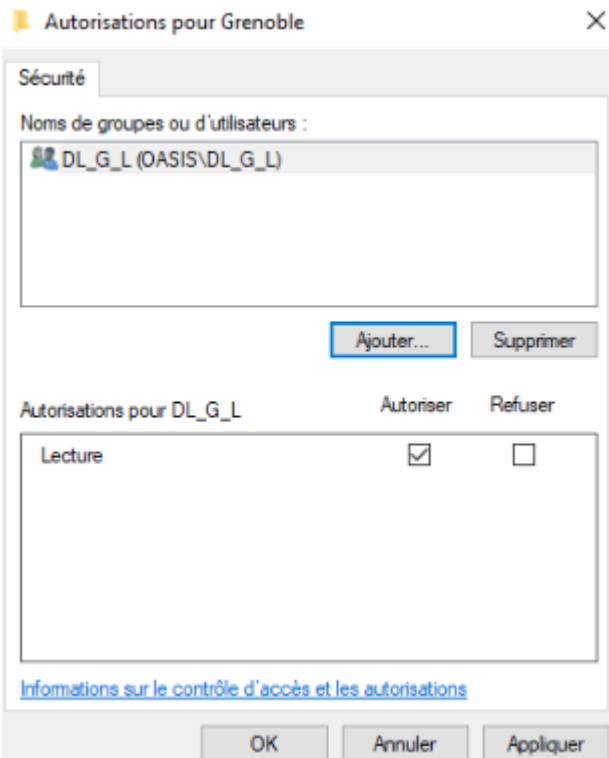 Autorisations pour Grenoble
Sécurité
Noms de groupes ou d'utilisateurs :
DL_G_L (OASIS\DL_G_L)
Ajouter... Supprimer
Autorisations pour DL_G_L Autoriser Refuser
Lecture
Informations sur le contrôle d'accès et les autorisations
OK Annuler Appliquer